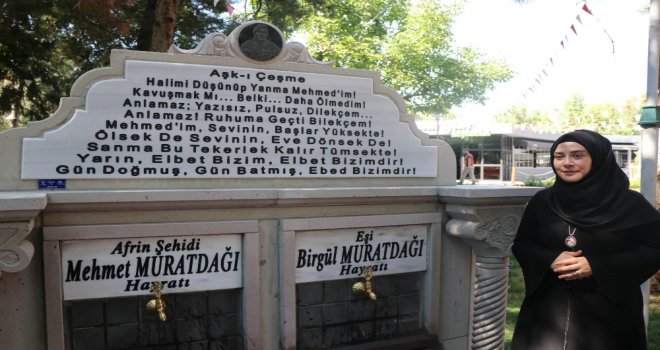 Aşk-ı Çeşme
Halimi Düşünüp Yanma Mehmed'im!
Kavuşmak Mı... Belki... Daha Ölmedim!
Anlamaz; Yazısız, Pulsuz, Dilekçem...
Anlamaz! Ruhuma Geçti Bilekçem!
Mehmed'im, Sevinin, Başlar Yüksekte!
Ölsek De Sevinin, Eve Dönsek De!
Sanma Bu Tekerlek Kalır Tümsekte!
Yarın, Elbet Bizim, Elbet Bizimdir!
Gün Doğmuş, Gün Batmış, Ebed Bizimdir!
Afrin Şehidi
Mehmet MURATDAĞI
Hayratı
Eşi
Birgül MURATDAĞI
Hayratı